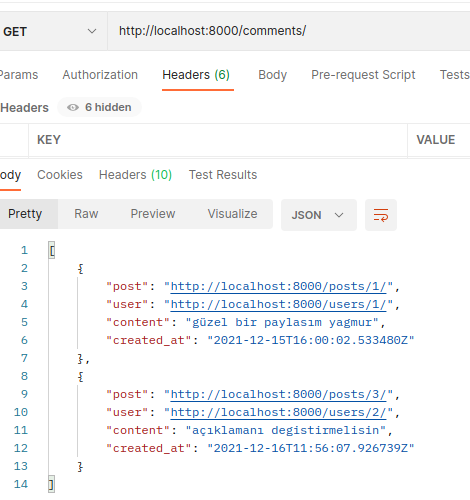 GET http://localhost:8000/comments/
Params Authorization Headers (6) Body Pre-request Script Tests
Headers 6 hidden
KEY VALUE
ody Cookies Headers (10) Test Results
Pretty Raw Preview Visualize JSON
1 [
2 {
3 "post": "http://localhost:8000/posts/1/",
4 "user": "http://localhost:8000/users/1/",
5 "content": "güzel bir paylasım yagmur",
6 "created_at": "2021-12-15T16:00:02.533480Z"
7 },
8 {
9 "post": "http://localhost:8000/posts/3/",
10 "user": "http://localhost:8000/users/2/",
11 "content": "açıklamanı degistirmelisin",
12 "created_at": "2021-12-16T11:56:07.926739Z"
13 }
14 ]